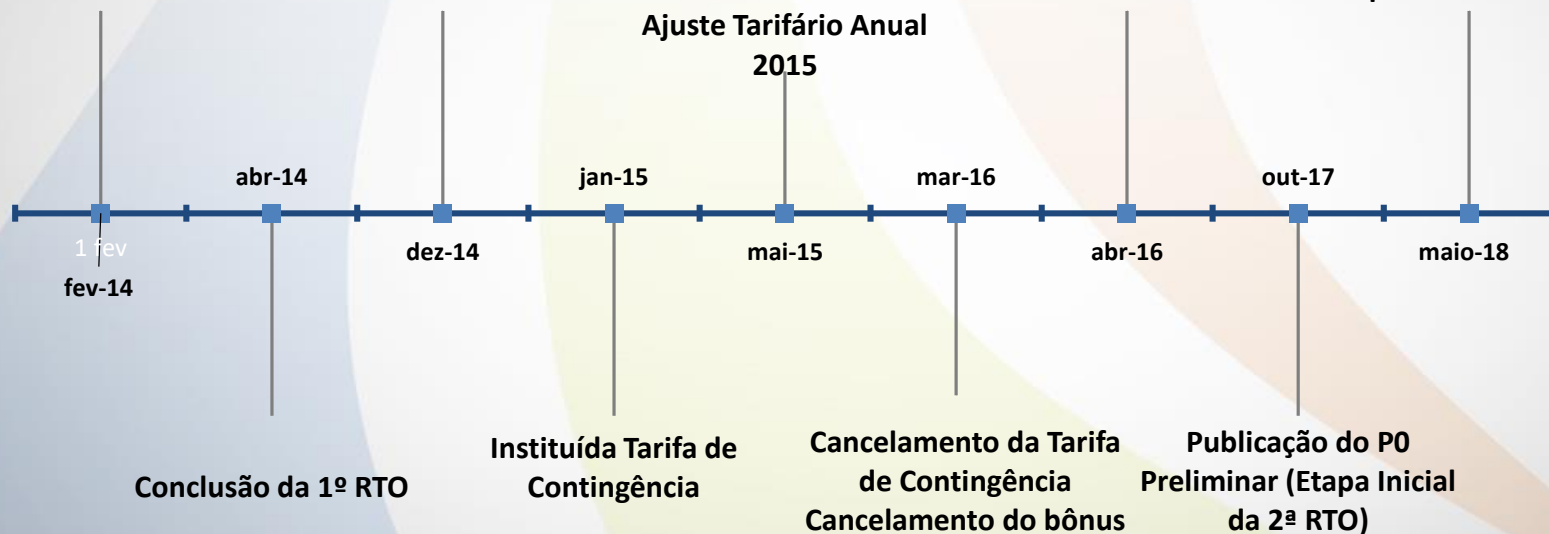 Ajuste Tarifário Anual
2015
abr-14
jan-15
mar-16
out-17
1 fev
fev-14
dez-14
mai-15
abr-16
maio-18
Conclusão da 1º RTO
Instituída Tarifa de
Contingência
Cancelamento da Tarifa
de Contingência
Cancelamento do bônus
Publicação do P0
Preliminar (Etapa Inicial
da 2ª RTO)